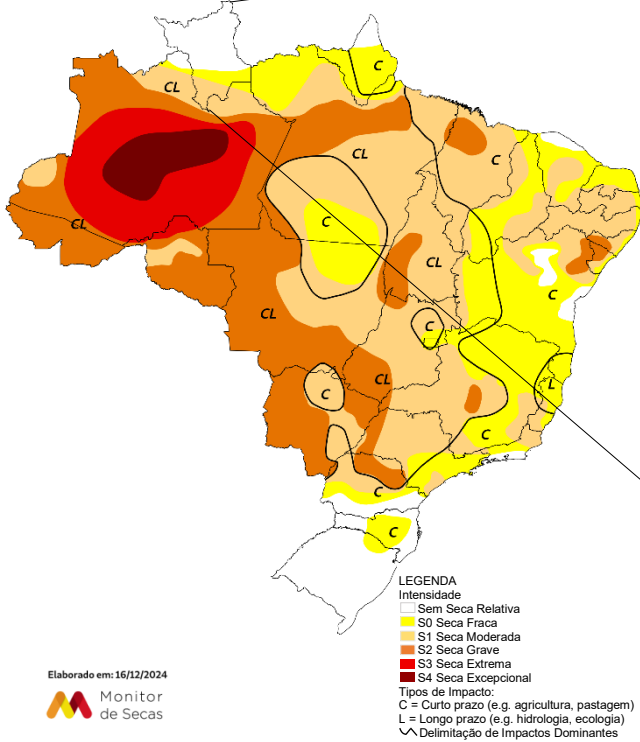 C
CL
CL
C
C
CL
CL
C
CL
C
L
CL
C
C
C
C
LEGENDA
Intensidade
Sem Seca Relativa
S0 Seca Fraca
S1 Seca Moderada
S2 Seca Grave
S3 Seca Extrema
S4 Seca Excepcional
Tipos de Impacto:
C = Curto prazo (e.g. agricultura, pastagem)
L = Longo prazo (e.g. hidrologia, ecologia)
Delimitação de Impactos Dominantes
Elaborado em: 16/12/2024
Monitor
de Secas